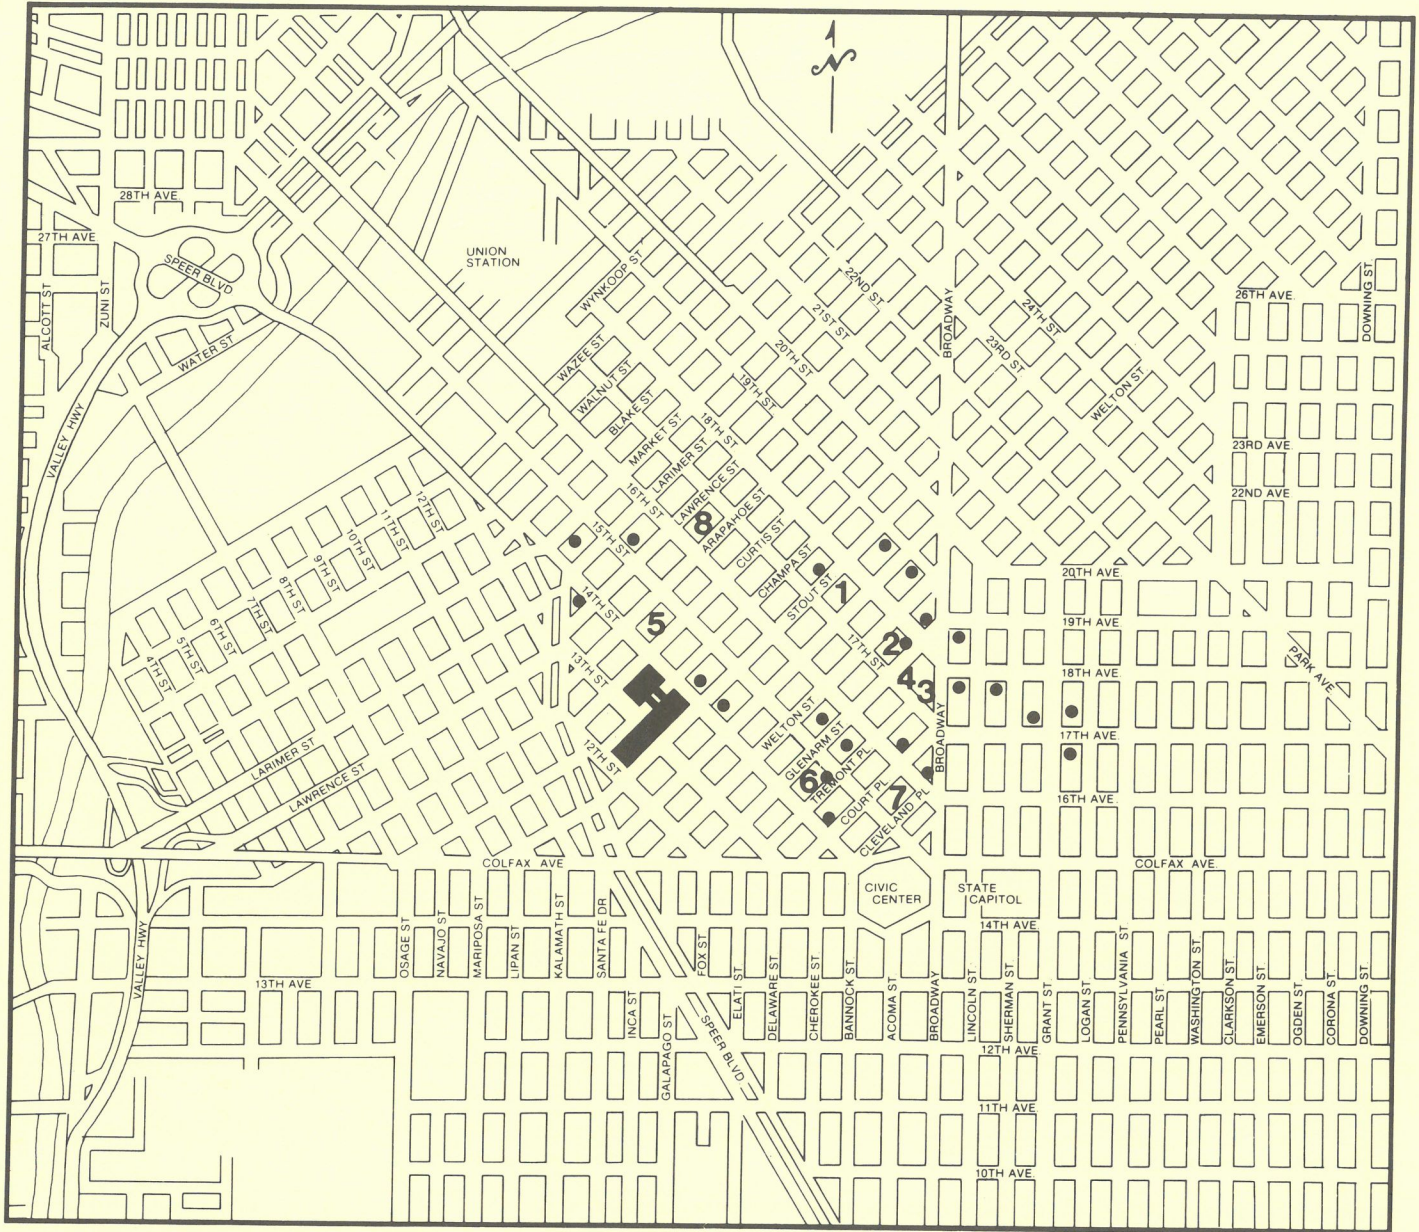 N
28TH AVE.
27TH AVE
SPEER BLVD
ALCOTT ST
ZUNI ST
WATER ST
VALLEY HWY
UNION
STATION
WYNKOOP ST
WAZEE ST
WALNUT ST
BLAKE ST
MARKET ST
LARIMER ST
LAWRENCE ST
ARAPAHOE ST
CURTIS ST
CHAMPA ST
STOUT ST
22ND ST
21ST ST
20TH ST
19TH ST
18TH ST
17TH ST
16TH ST
15TH ST
14TH ST
13TH ST
12TH ST
BROADWAY
24TH ST
23RD ST
WELTON ST
26TH AVE.
DOWNING ST.
23RD AVE.
22ND AVE
12TH ST
11TH ST
10TH ST
9TH ST
8TH ST
7TH ST
6TH ST
5TH ST
4TH ST
8
1
5
2
4
3
6
7
20TH AVE
19TH AVE
18TH AVE
17TH AVE
16TH AVE
PARK AVE
BROADWAY
WELTON ST
GLENARM ST
TREMONT PL
COURT PL
CLEVELAND PL
LARIMER ST
LAWRENCE ST
COLFAX AVE
COLFAX AVE.
CIVIC
CENTER
STATE
CAPITOL
14TH AVE
VALLEY HWY
13TH AVE
OSAGE ST
NAVAJO ST
MARIPOSA ST
LIPAN ST
KALAMATH ST
SANTA FE DR
INCA ST
GALAPAGO ST
FOX ST
SPEER BLVD
ELATI ST
DELAWARE ST
CHEROKEE ST
BANNOCK ST
ACOMA ST
BROADWAY
LINCOLN ST
SHERMAN ST.
GRANT ST
LOGAN ST
PENNSYLVANIA ST
PEARL ST.
WASHINGTON ST.
CLARKSON ST.
EMERSON ST.
OGDEN ST
CORONA ST
DOWNING ST.
12TH AVE.
11TH AVE.
10TH AVE.